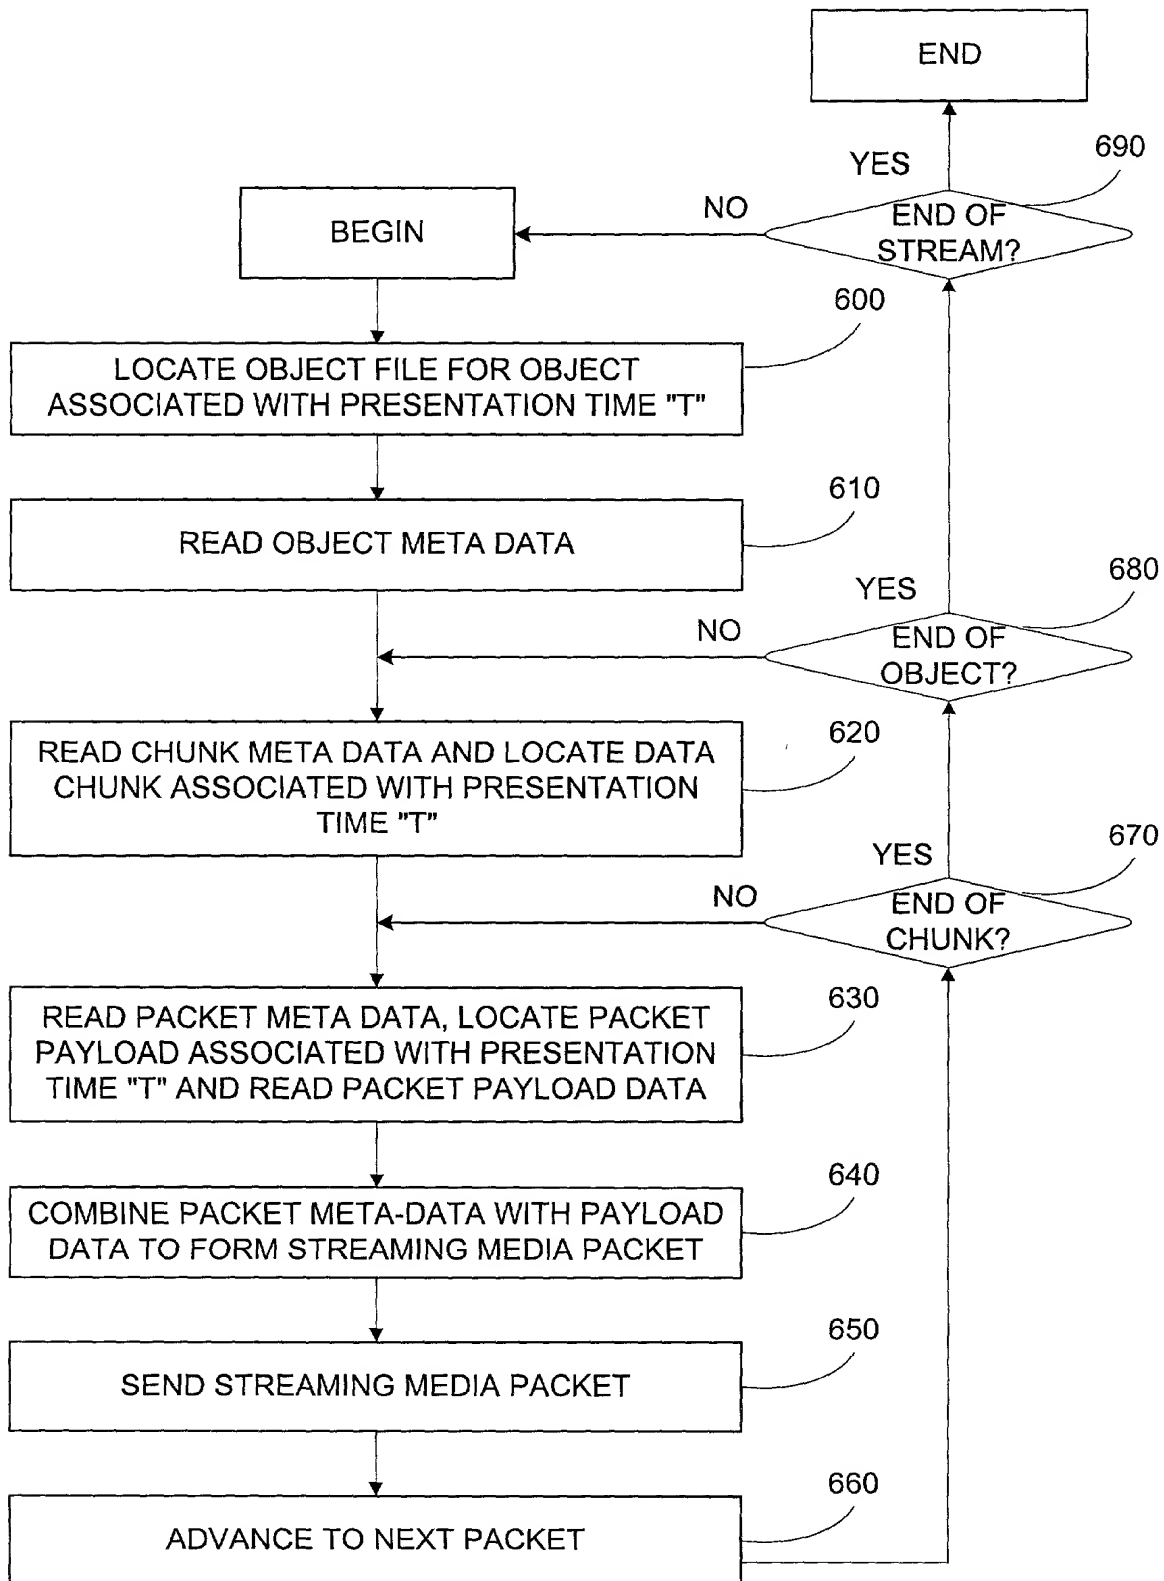 END
690
YES
NO
END OF
STREAM?
BEGIN
600
LOCATE OBJECT FILE FOR OBJECT
ASSOCIATED WITH PRESENTATION TIME "T"
610
READ OBJECT META DATA
680
YES
NO
END OF
OBJECT?
620
READ CHUNK META DATA AND LOCATE DATA
CHUNK ASSOCIATED WITH PRESENTATION
TIME "T"
670
YES
NO
END OF
CHUNK?
630
READ PACKET META DATA, LOCATE PACKET
PAYLOAD ASSOCIATED WITH PRESENTATION
TIME "T" AND READ PACKET PAYLOAD DATA
640
COMBINE PACKET META-DATA WITH PAYLOAD
DATA TO FORM STREAMING MEDIA PACKET
650
SEND STREAMING MEDIA PACKET
660
ADVANCE TO NEXT PACKET